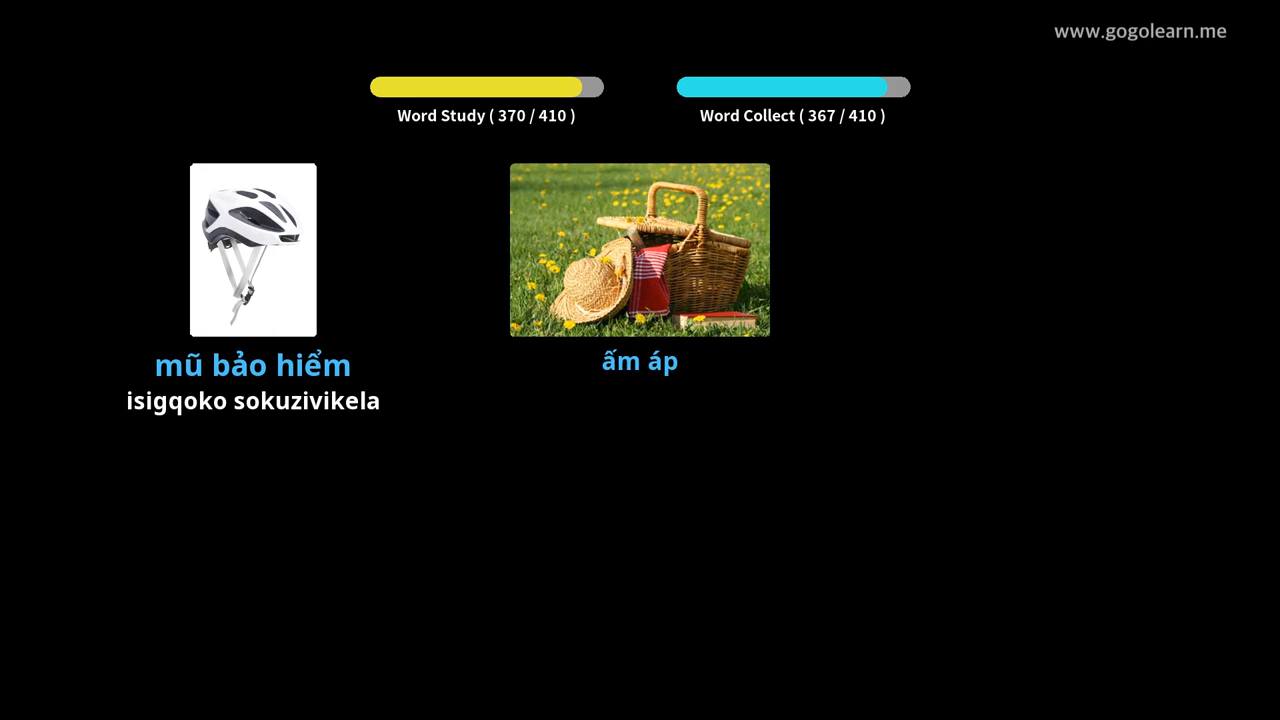 www.gogolearn.me
Word Study ( 370 / 410 )
Word Collect ( 367 / 410 )
mũ bảo hiểm
isigqoko sokuzivikela
ấm áp